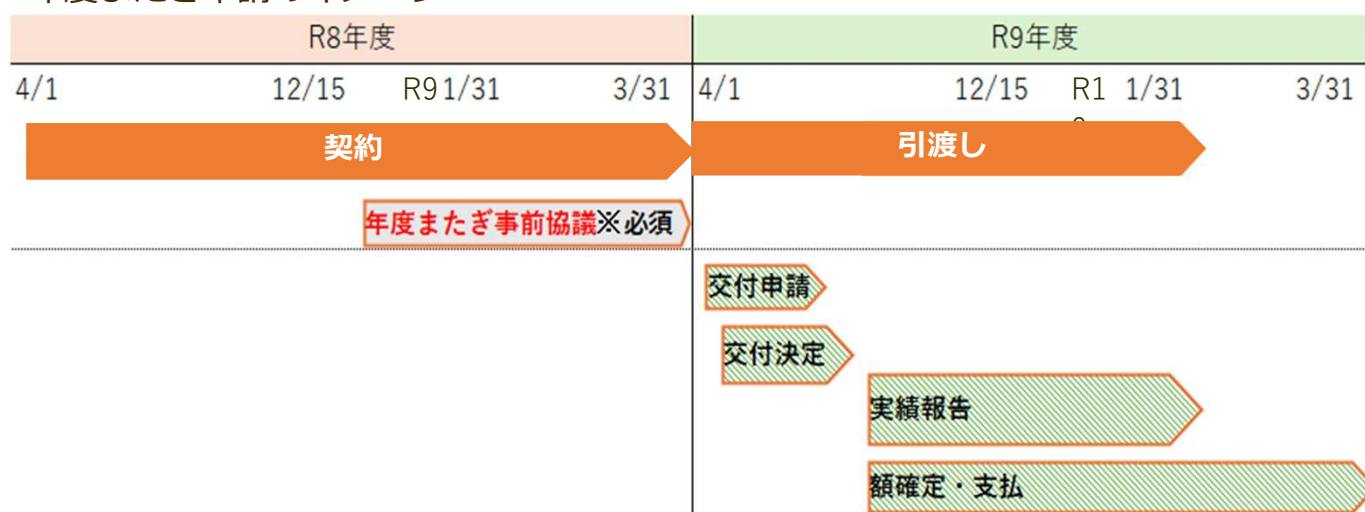 R8年度 R9年度
4/1 12/15 R9 1/31 3/31 4/1 12/15 R1 1/31 3/31
契約 引渡し
年度またぎ事前協議※必須
交付申請
交付決定
実績報告
額確定・支払